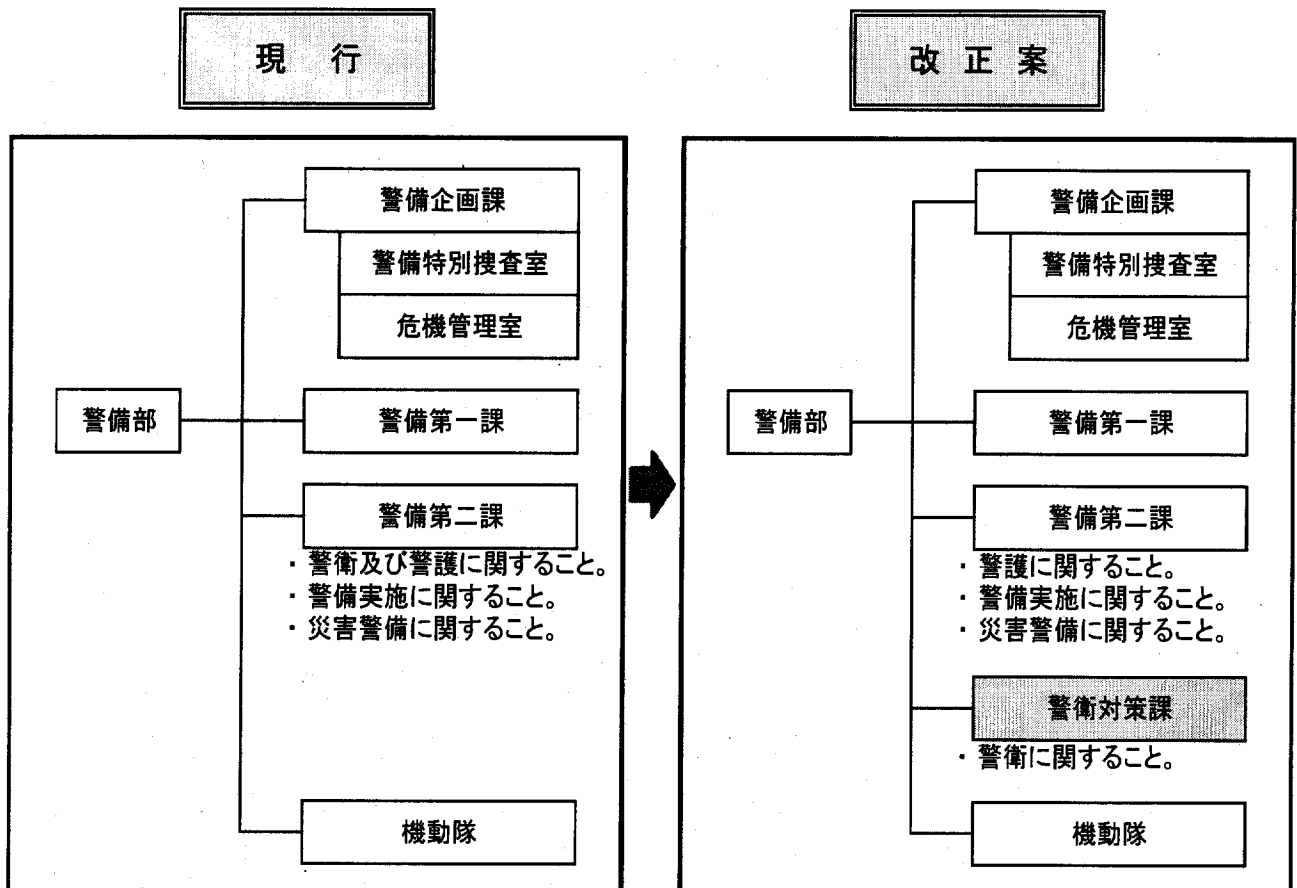 現 行
警備企画課
警備特別捜査室
危機管理室
警備部
警備第一課
警備第二課
・警衛及び警護に関すること。
・警備実施に関すること。
・災害警備に関すること。
機動隊
改 正 案
警備企画課
警備特別捜査室
危機管理室
警備部
警備第一課
警備第二課
・警護に関すること。
・警備実施に関すること。
・災害警備に関すること。
警衛対策課
・警衛に関すること。
機動隊